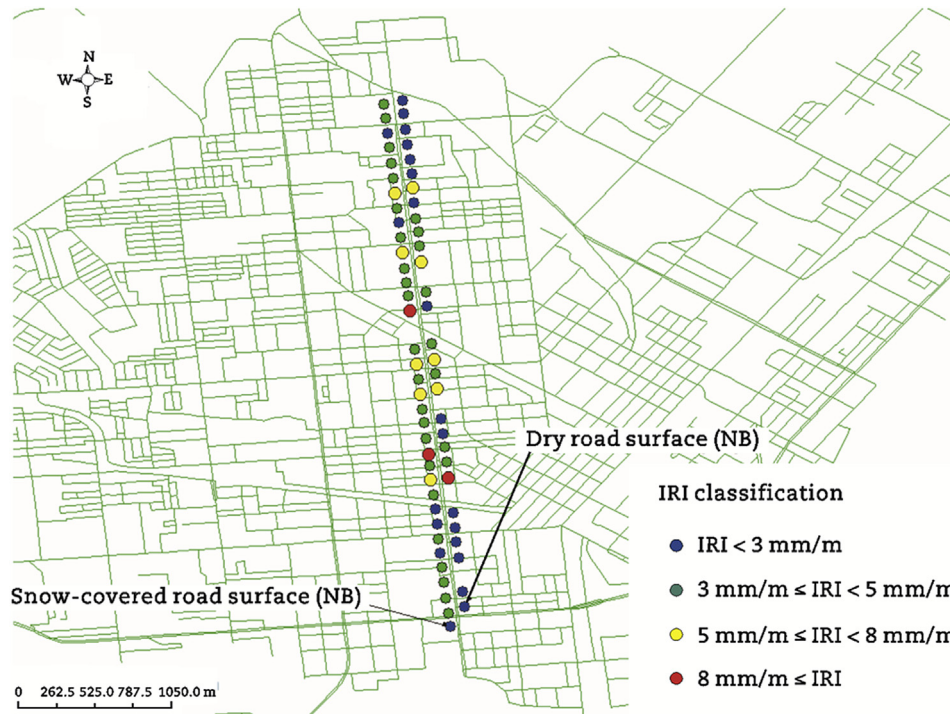 N
W E
S
Dry road surface (NB)
IRI classification
IRI < 3 mm/m
3 mm/m ≤ IRI < 5 mm/m
Snow-covered road surface (NB)
5 mm/m ≤ IRI < 8 mm/m
8 mm/m ≤ IRI
0 262.5 525.0 787.5 1050.0 m